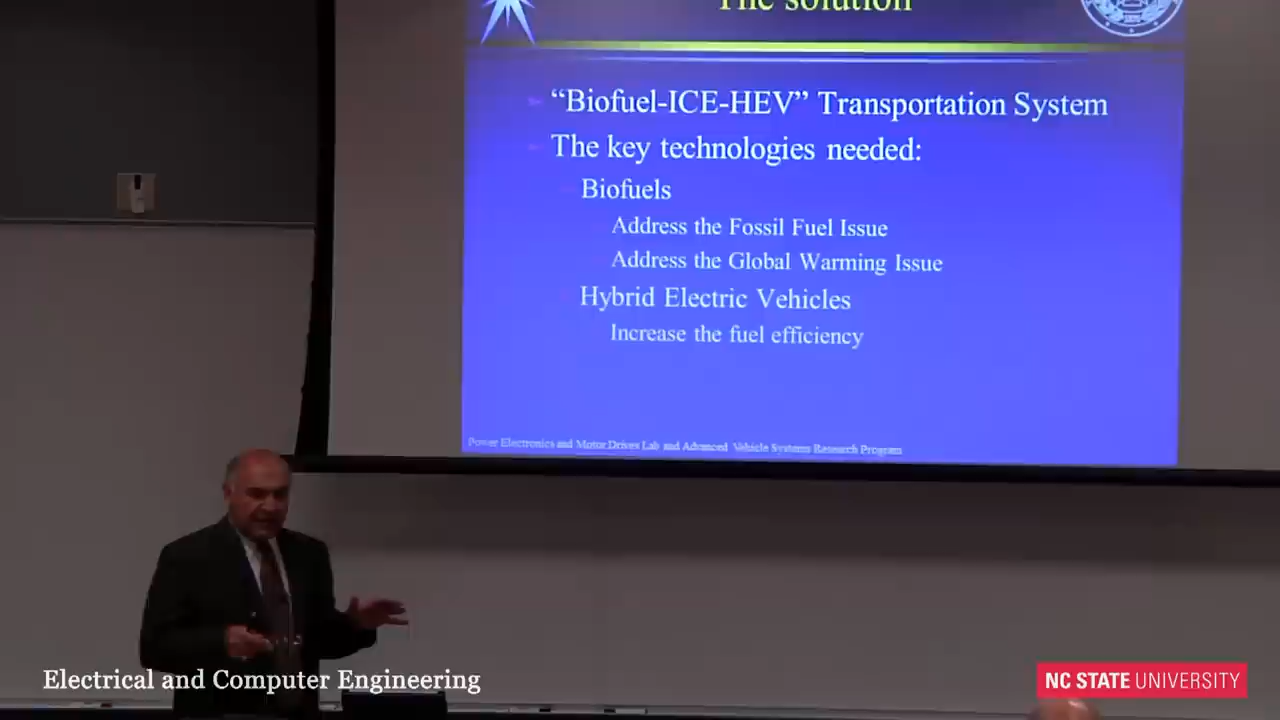 The solution
“Biofuel-ICE-HEV” Transportation System
The key technologies needed:
Biofuels
Address the Fossil Fuel Issue
Address the Global Warming Issue
Hybrid Electric Vehicles
Increase the fuel efficiency
Power Electronics and Motor Drives Lab and Advanced Vehicle Systems Research Program
Electrical and Computer Engineering
NC STATE UNIVERSITY